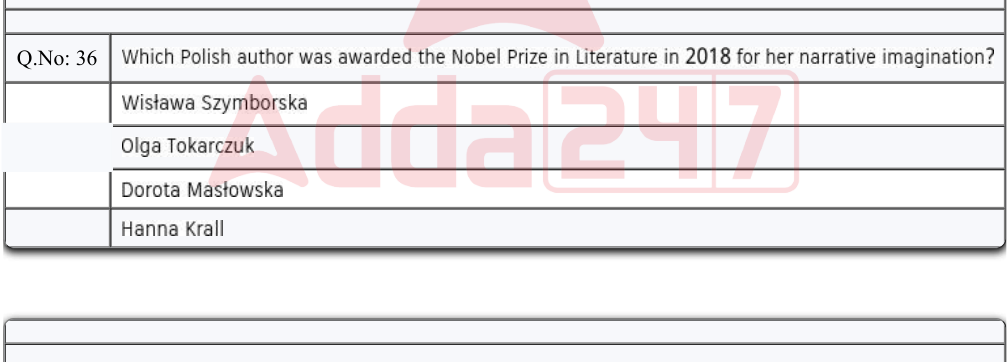 Q.No: 36 Which Polish author was awarded the Nobel Prize in Literature in 2018 for her narrative imagination?
Wisława Szymborska
Olga Tokarczuk
Dorota Masłowska
Hanna Krall
Adda247